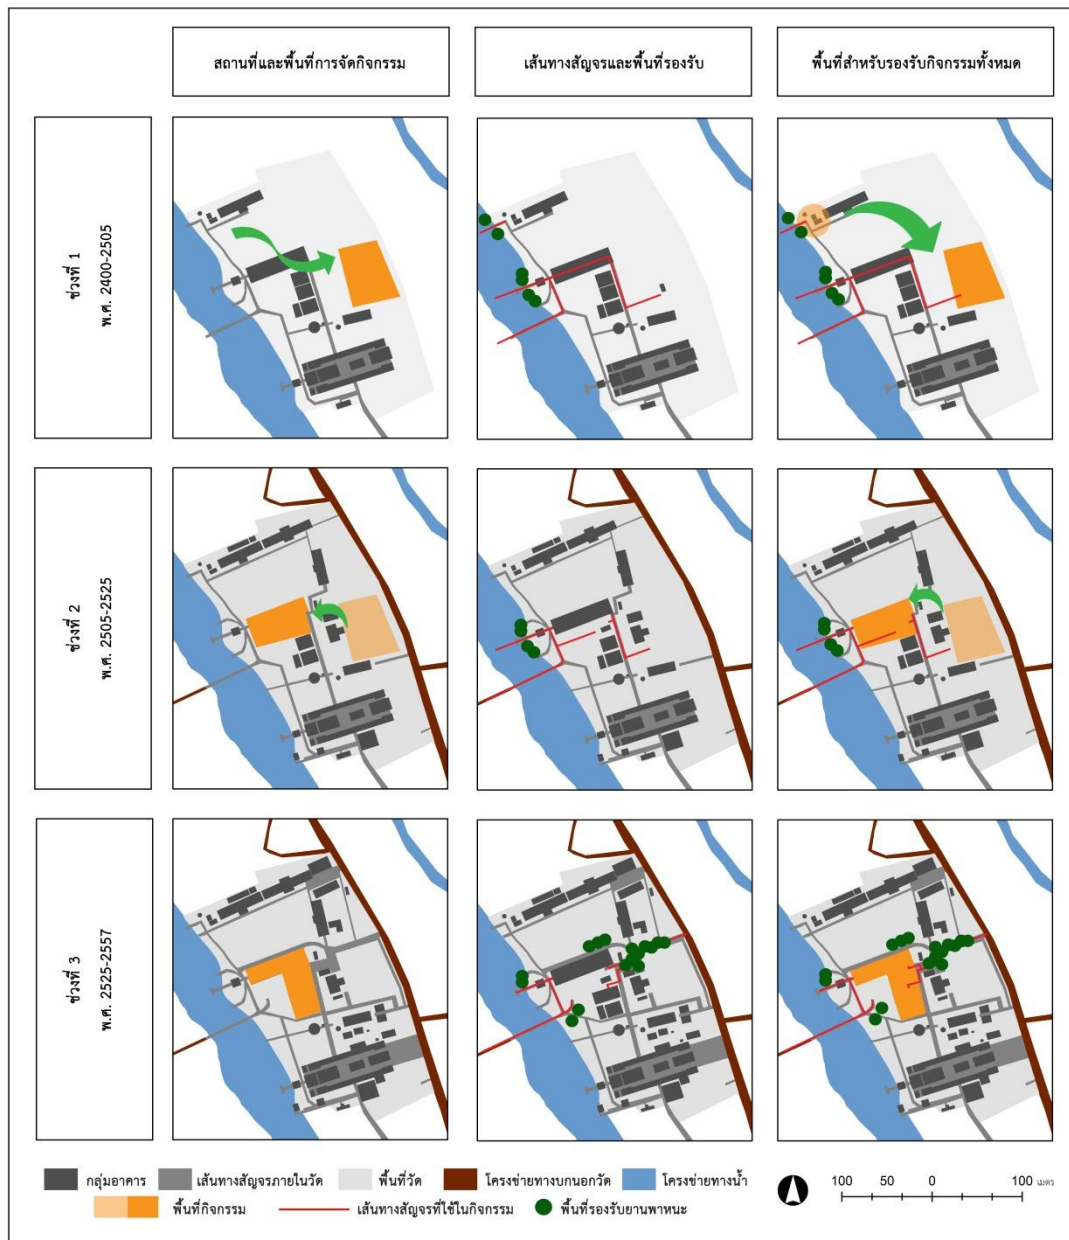 สถานที่และพื้นที่การจัดกิจกรรม
เส้นทางสัญจรและพื้นที่รองรับ
พื้นที่สำหรับรองรับกิจกรรมทั้งหมด
ช่วงที่ 1
พ.ศ. 2400-2505
ช่วงที่ 2
พ.ศ. 2505-2525
ช่วงที่ 3
พ.ศ. 2525-2557
กลุ่มอาคาร
เส้นทางสัญจรภายในวัด
พื้นที่วัด
โครงข่ายทางบกนอกวัด
โครงข่ายทางน้ำ
พื้นที่กิจกรรม
เส้นทางสัญจรที่ใช้ในกิจกรรม
พื้นที่รองรับยานพาหนะ
100 50 0 100 เมตร